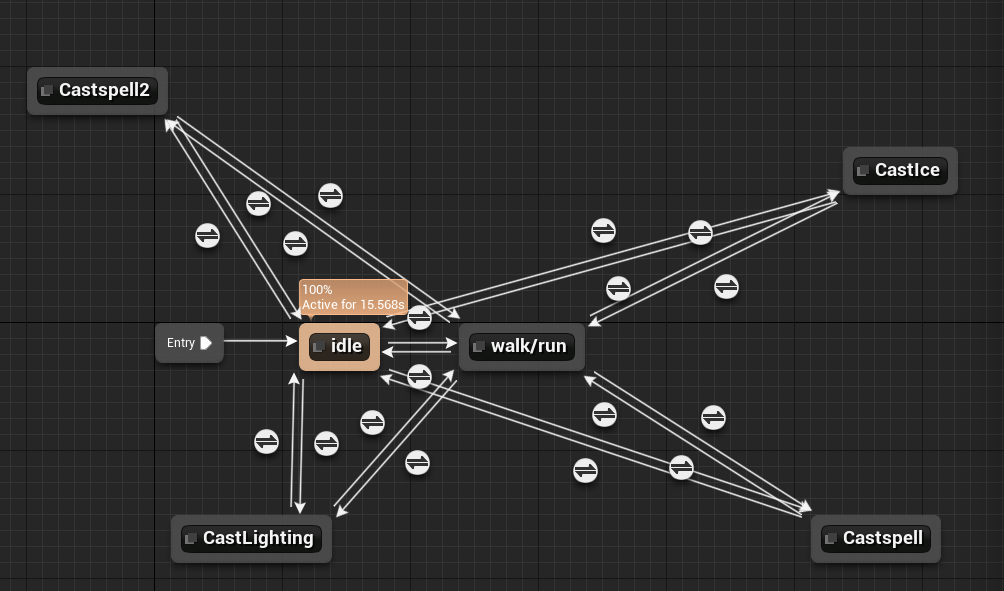 Castspell2
CastIce
100%
Active for 15.568s
Entry
idle
walk/run
CastLighting
Castspell